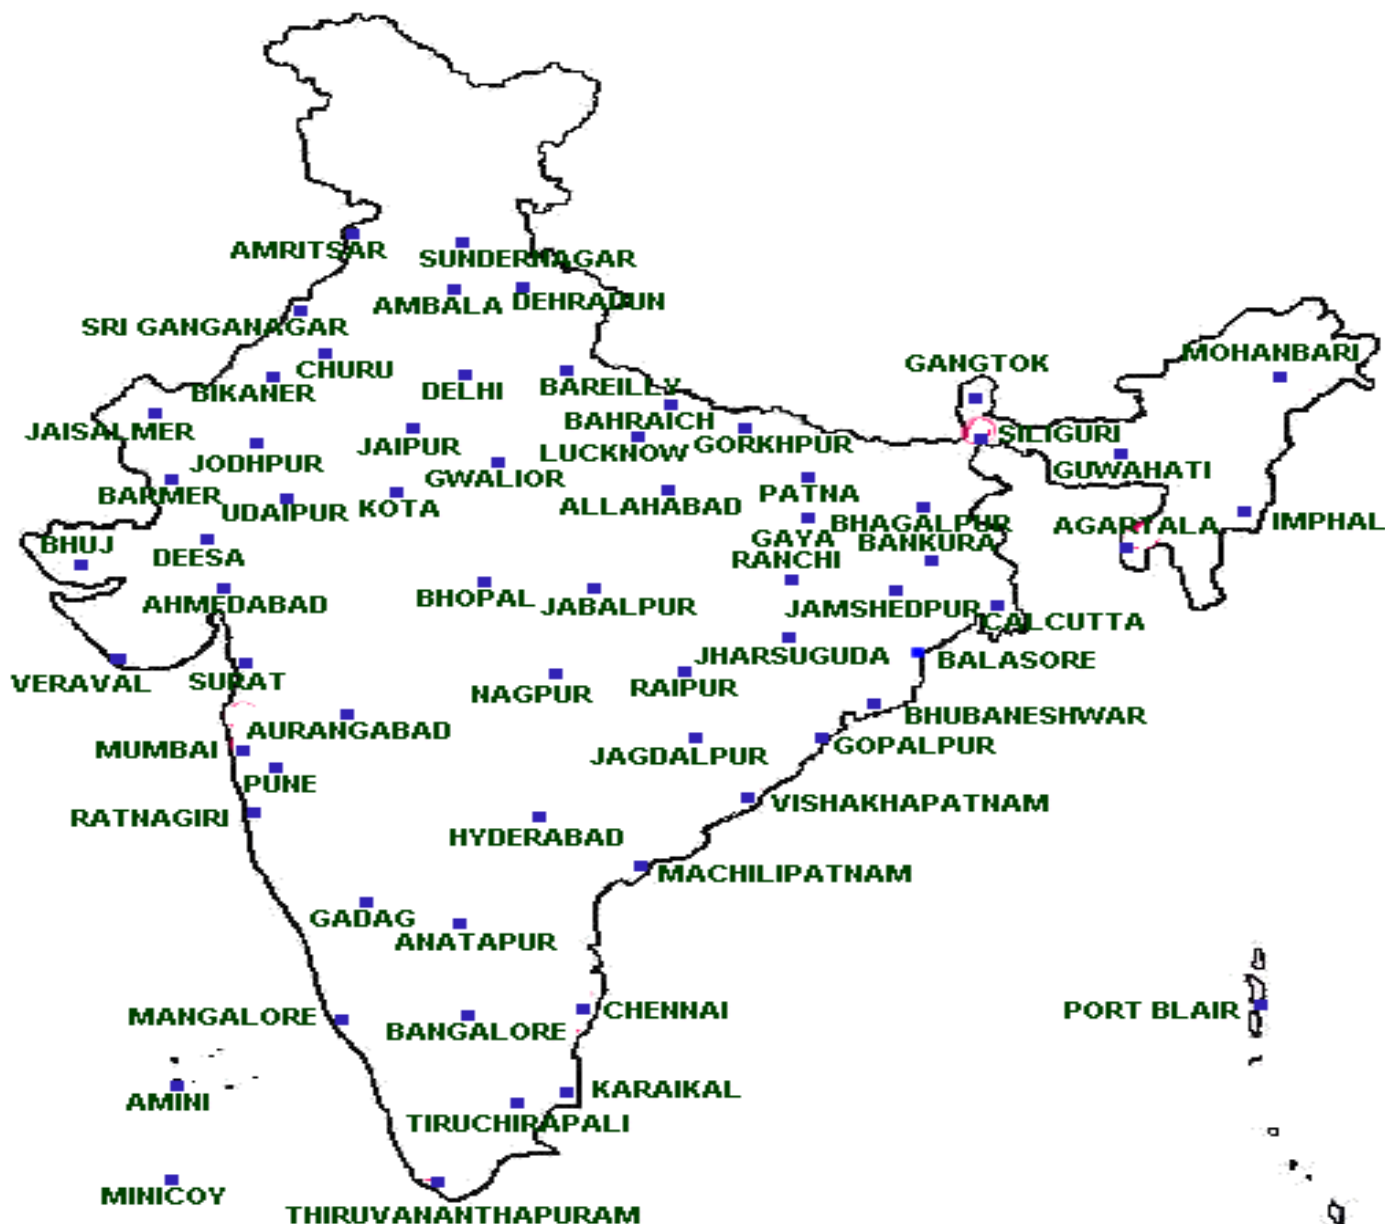 AMRITSAR
SUNDERNAGAR
AMBALA
DEHRADUN
SRI GANGANAGAR
CHURU
BIKANER
DELHI
BAREILLY
GANGTOK
MOHANBARI
BAHRAICH
JAISALMER
JAIPUR
LUCKNOW
GORKHPUR
SILIGURI
JODHPUR
GWALIOR
GUWAHATI
BARMER
UDAIPUR
KOTA
ALLAHABAD
PATNA
BHAGALPUR
AGARTALA
IMPHAL
BHUJ
DEESA
GAYA
BANKURA
RANCHI
AHMEDABAD
BHOPAL
JABALPUR
JAMSHEDPUR
CALCUTTA
VERAVAL
SURAT
NAGPUR
RAIPUR
JHARSUGUDA
BALASORE
AURANGABAD
BHUBANESHWAR
MUMBAI
JAGDALPUR
GOPALPUR
PUNE
RATNAGIRI
VISHAKHAPATNAM
HYDERABAD
MACHILIPATNAM
GADAG
ANATAPUR
MANGALORE
BANGALORE
CHENNAI
PORT BLAIR
AMINI
KARAIKAL
TIRUCHIRAPALI
MINICOY
THIRUVANANTHAPURAM